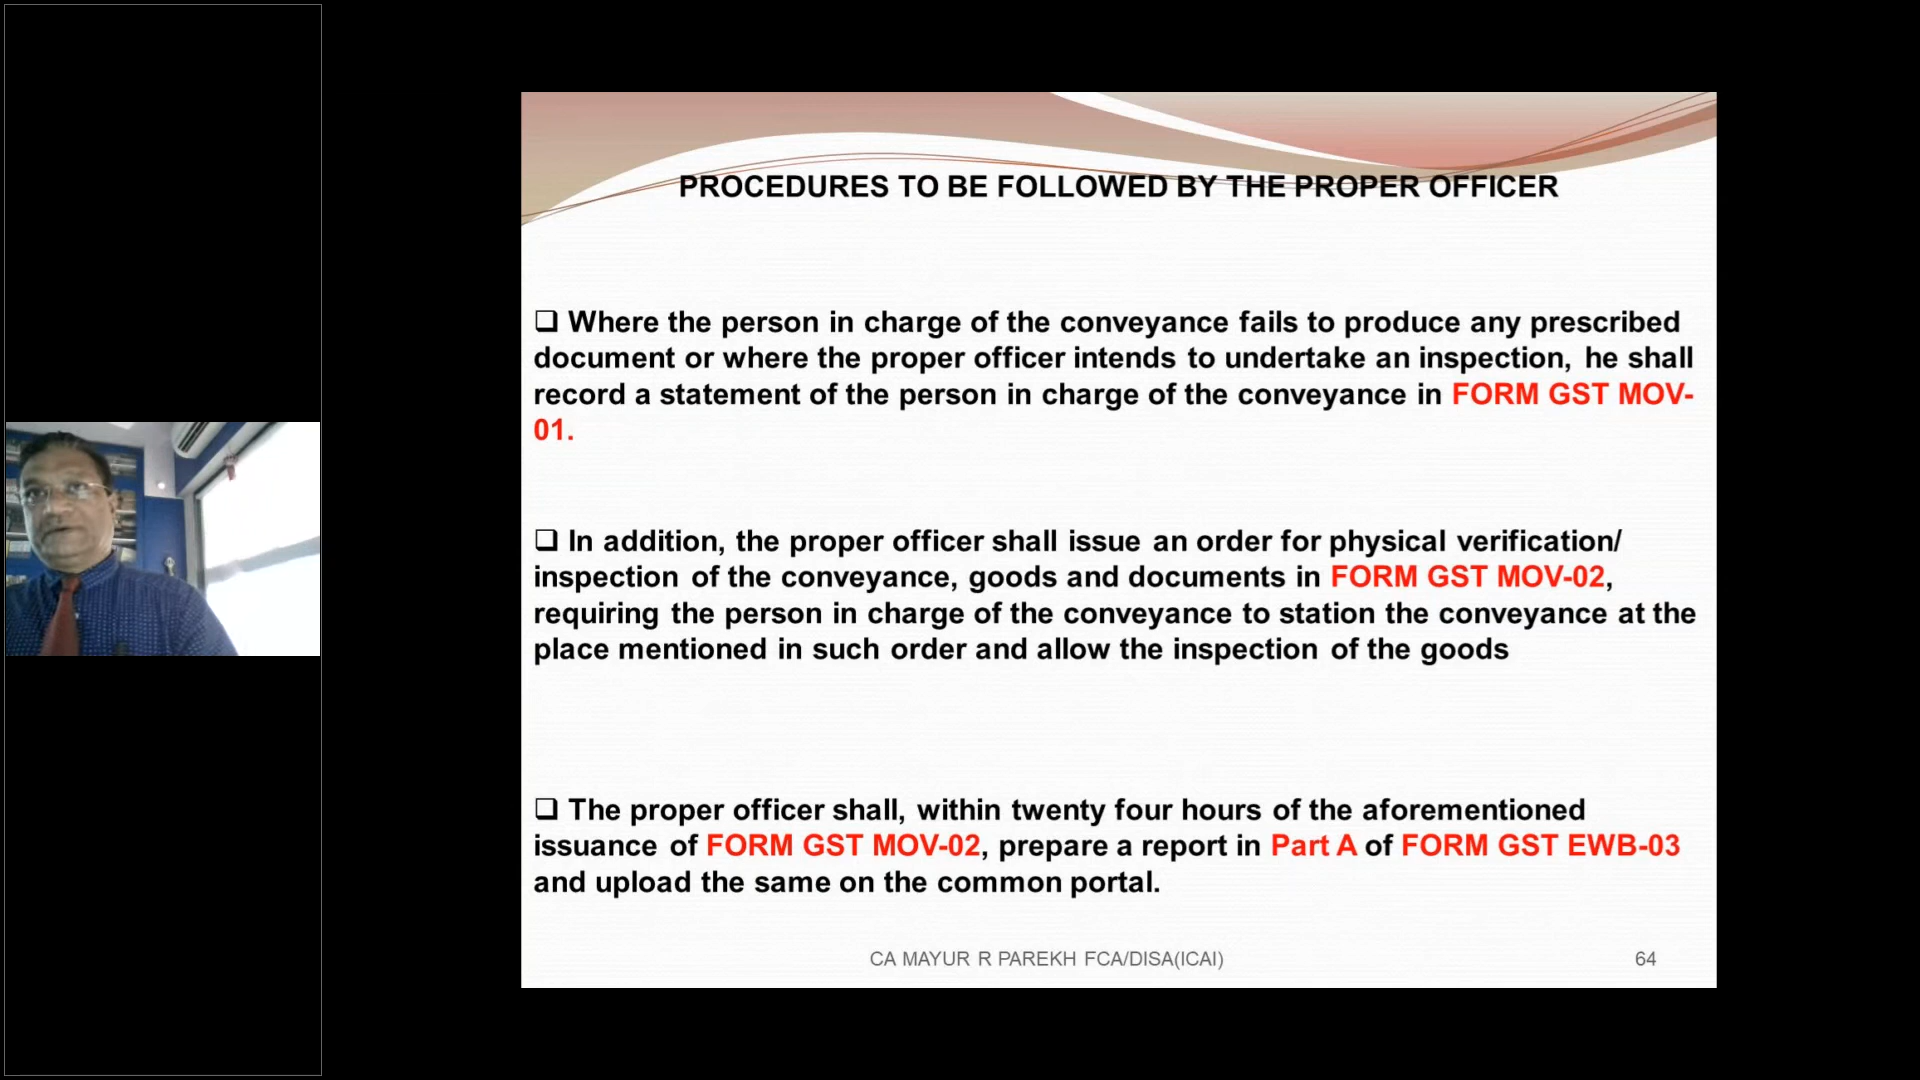 PROCEDURES TO BE FOLLOWED BY THE PROPER OFFICER
❑ Where the person in charge of the conveyance fails to produce any prescribed
document or where the proper officer intends to undertake an inspection, he shall
record a statement of the person in charge of the conveyance in FORM GST MOV-
01.
❑ In addition, the proper officer shall issue an order for physical verification/
inspection of the conveyance, goods and documents in FORM GST MOV-02,
requiring the person in charge of the conveyance to station the conveyance at the
place mentioned in such order and allow the inspection of the goods
❑ The proper officer shall, within twenty four hours of the aforementioned
issuance of FORM GST MOV-02, prepare a report in Part A of FORM GST EWB-03
and upload the same on the common portal.
CA MAYUR R PAREKH FCA/DISA(ICAI)
64